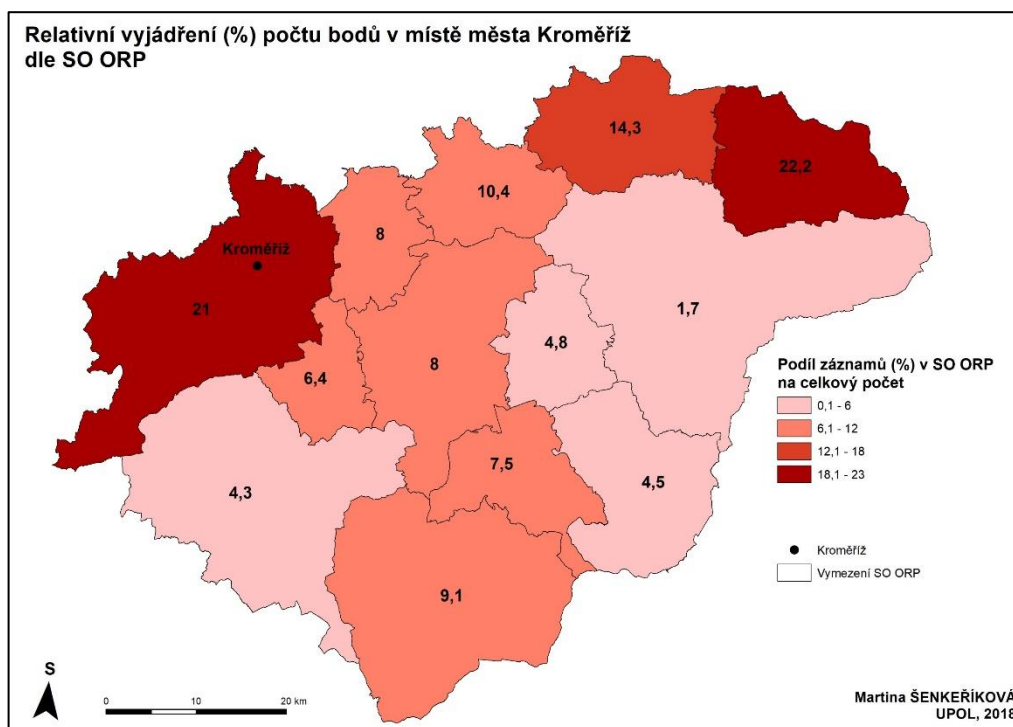 Relativní vyjádření (%) počtu bodů v místě města Kroměříž
dle SO ORP
14,3
22,2
10,4
8
Kroměříž
21
1,7
4,8
8
6,4
7,5
4,5
4,3
9,1
Podíl záznamů (%) v SO ORP
na celkový počet
0,1 - 6
6,1 - 12
12,1 - 18
18,1 - 23
Kroměříž
Vymezení SO ORP
S
0 10 20 km
Martina ŠENKEŘÍKOVÁ
UPOL, 2018